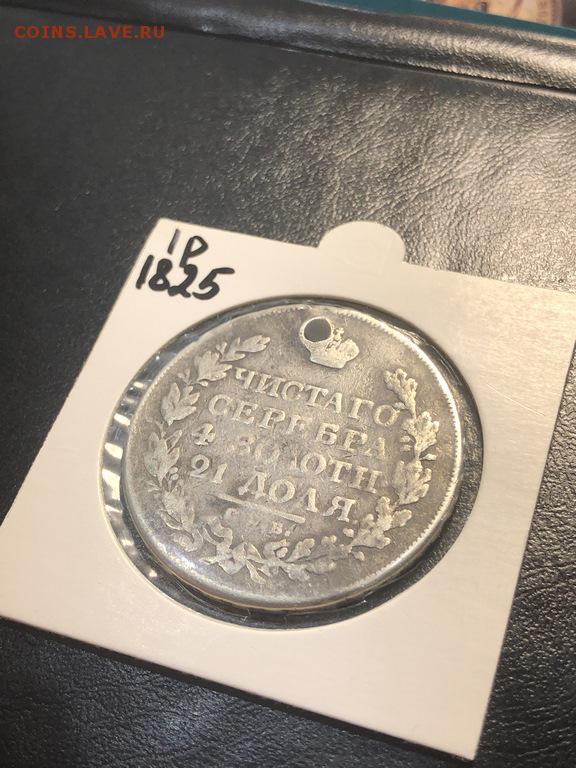 COINS.LAVE.RU
1Р
1825
ЧИСТАГО
СЕРЕБРА
4 ЗОЛОТН.
21 ДОЛЯ
С.П.Б.